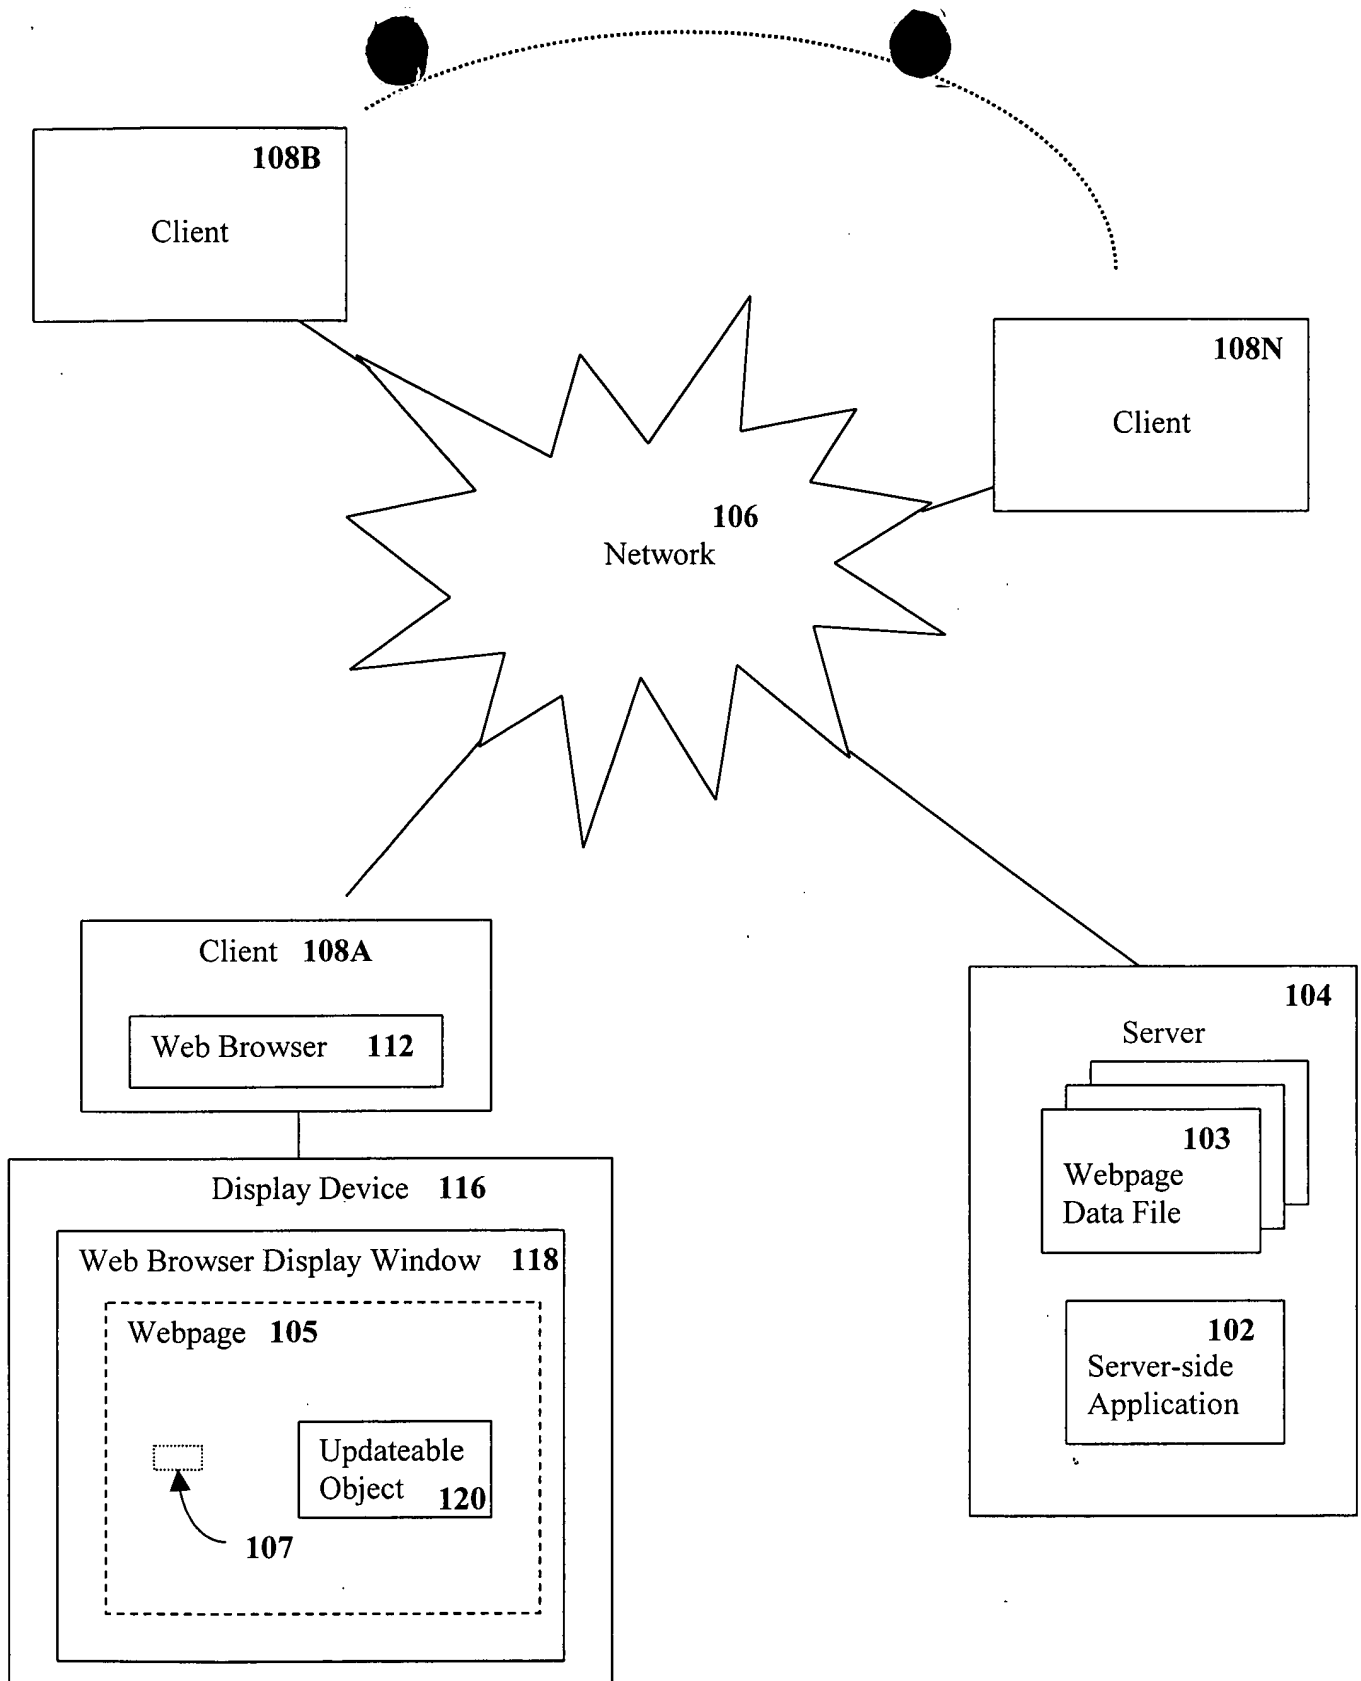 108B
Client
108N
Client
106
Network
Client 108A
Web Browser 112
104
Server
103
Webpage
Data File
102
Server-side
Application
Display Device 116
Web Browser Display Window 118
Webpage 105
Updateable
Object 120
107